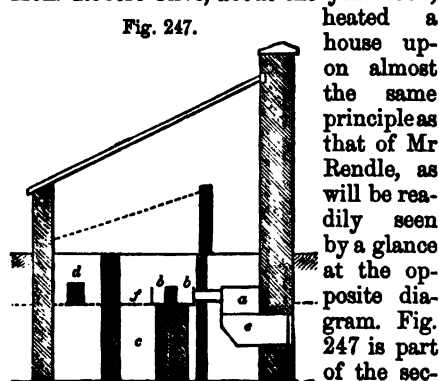 Fig. 247.
heated a
house up-
on almost
the same
principle as
that of Mr
Rendle, as
will be rea-
dily seen
by a glance
at the op-
posite dia-
gram. Fig.
247 is part
of the sec-
d
f
b
b
a
c
e